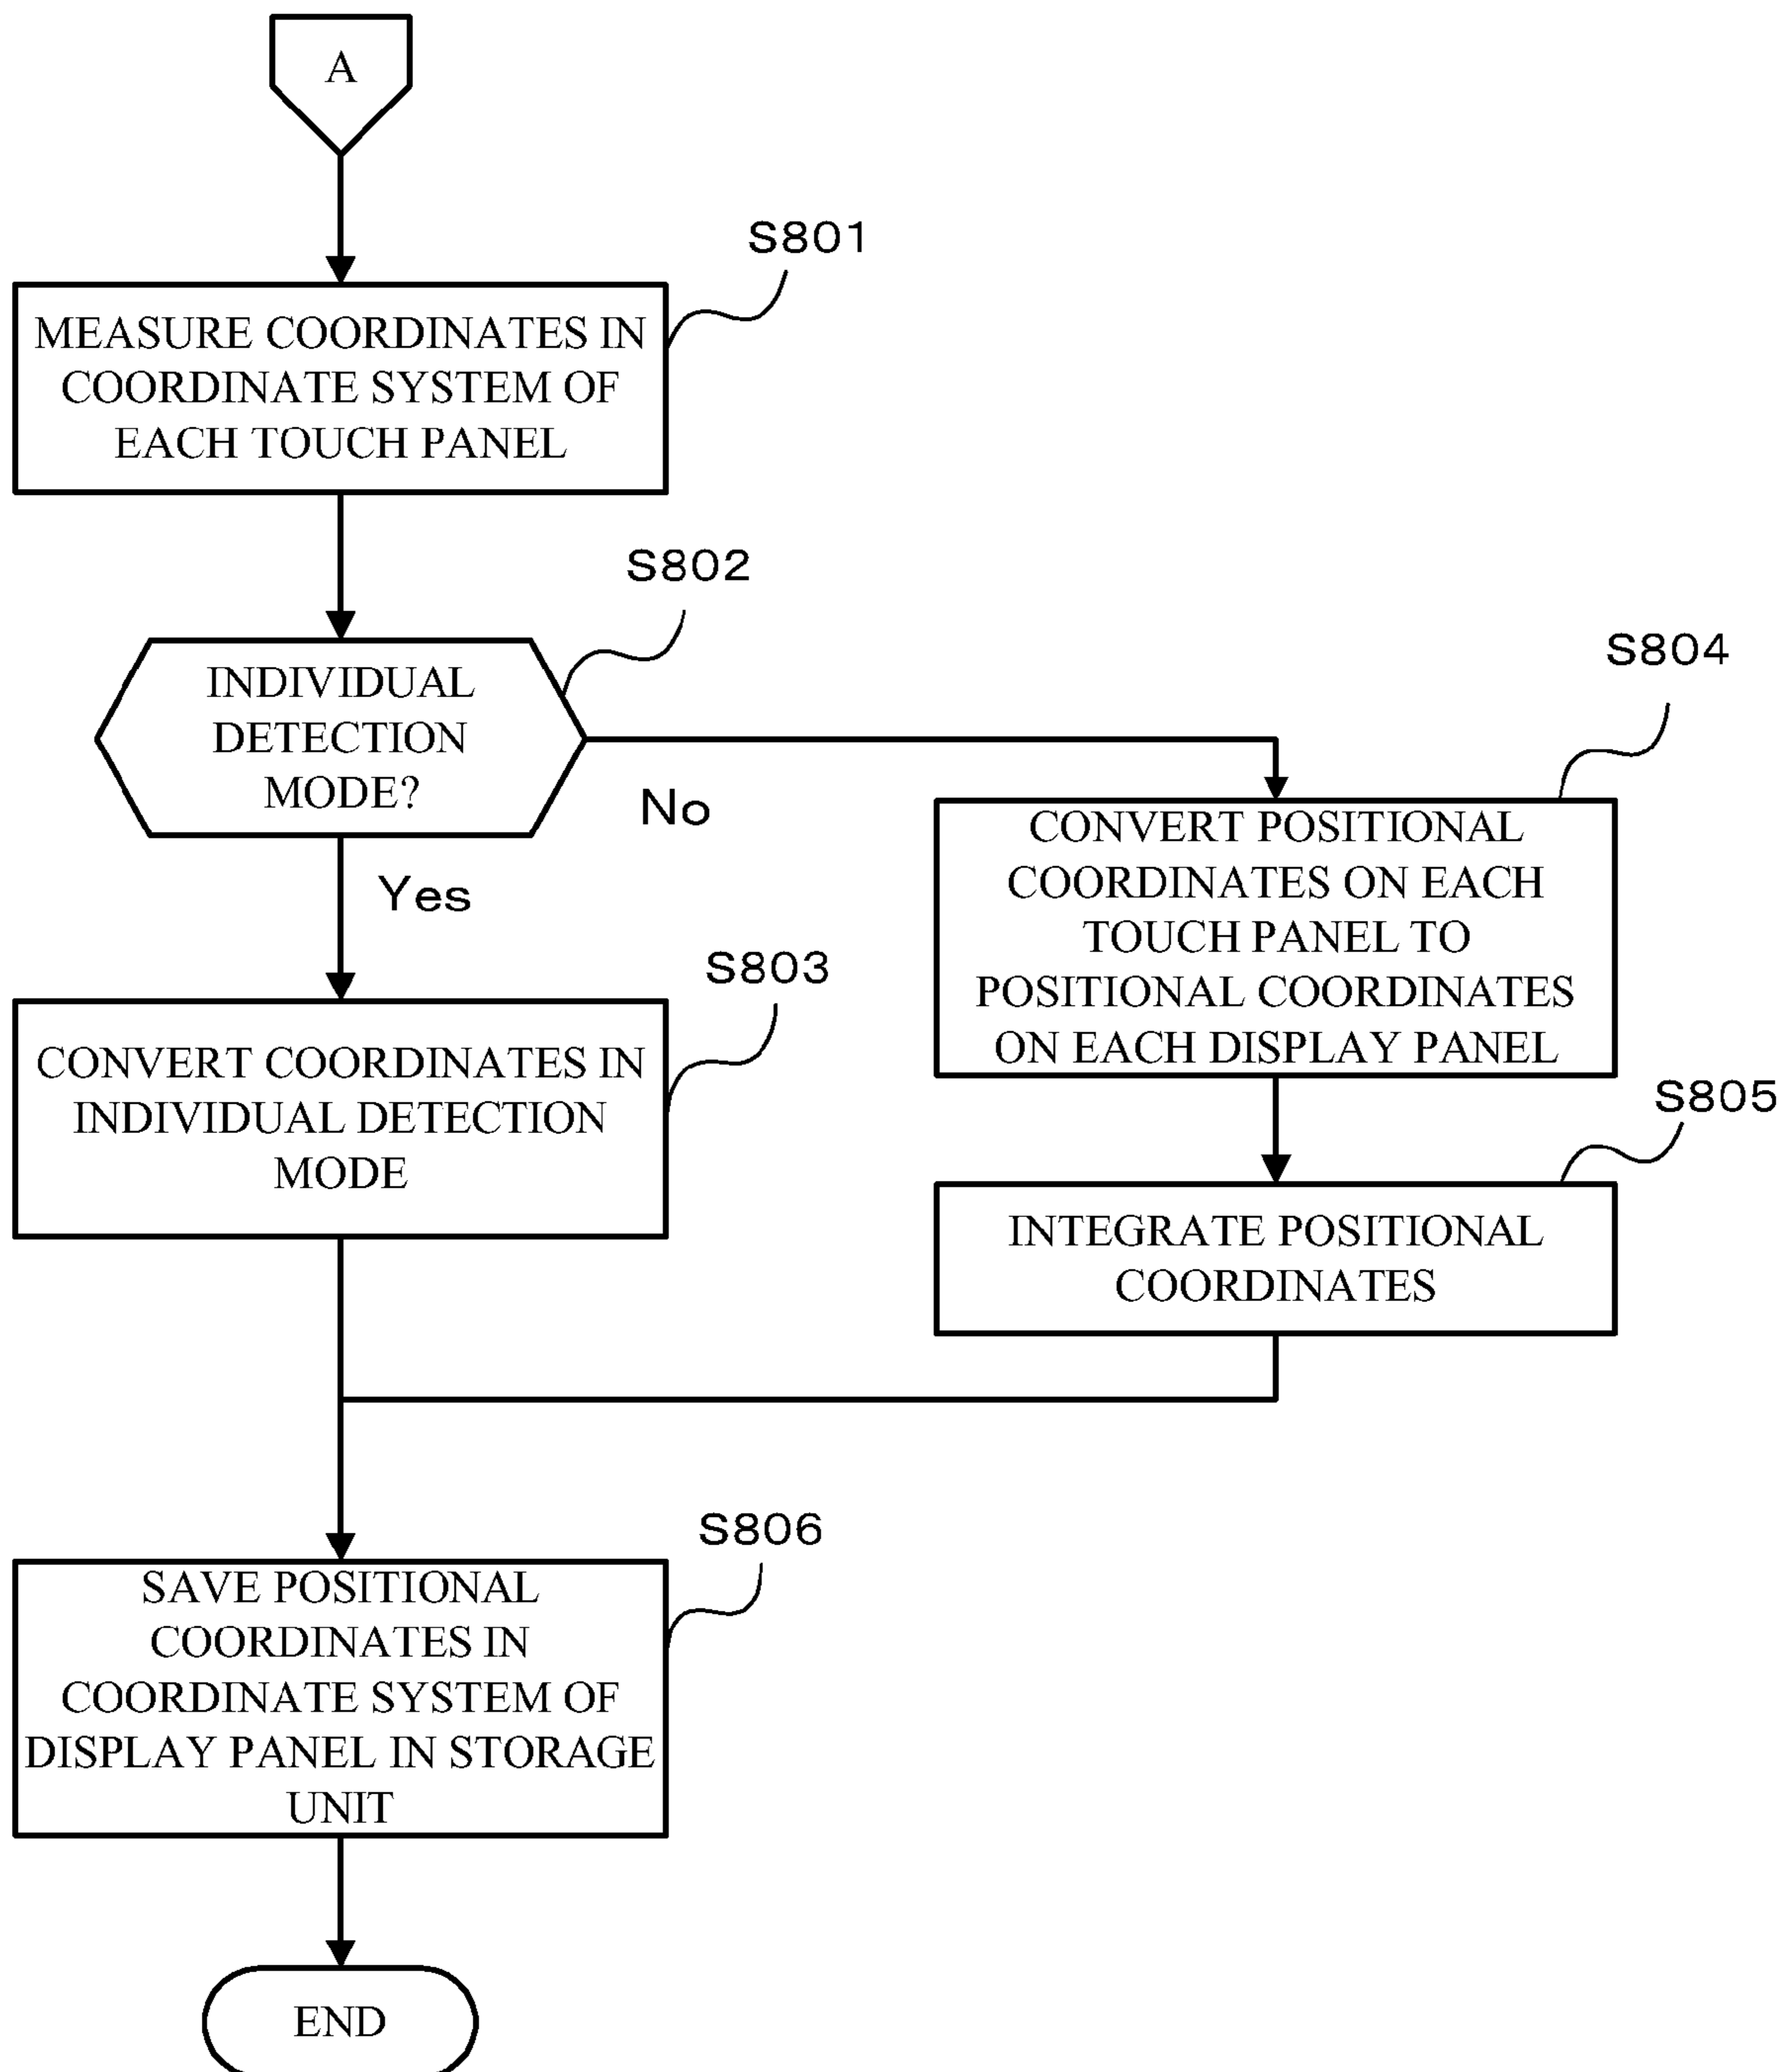 A
S801
MEASURE COORDINATES IN
COORDINATE SYSTEM OF
EACH TOUCH PANEL
S802
INDIVIDUAL
DETECTION
MODE?
No
Yes
S804
CONVERT POSITIONAL
COORDINATES ON EACH
TOUCH PANEL TO
POSITIONAL COORDINATES
ON EACH DISPLAY PANEL
S803
CONVERT COORDINATES IN
INDIVIDUAL DETECTION
MODE
S805
INTEGRATE POSITIONAL
COORDINATES
S806
SAVE POSITIONAL
COORDINATES IN
COORDINATE SYSTEM OF
DISPLAY PANEL IN STORAGE
UNIT
END